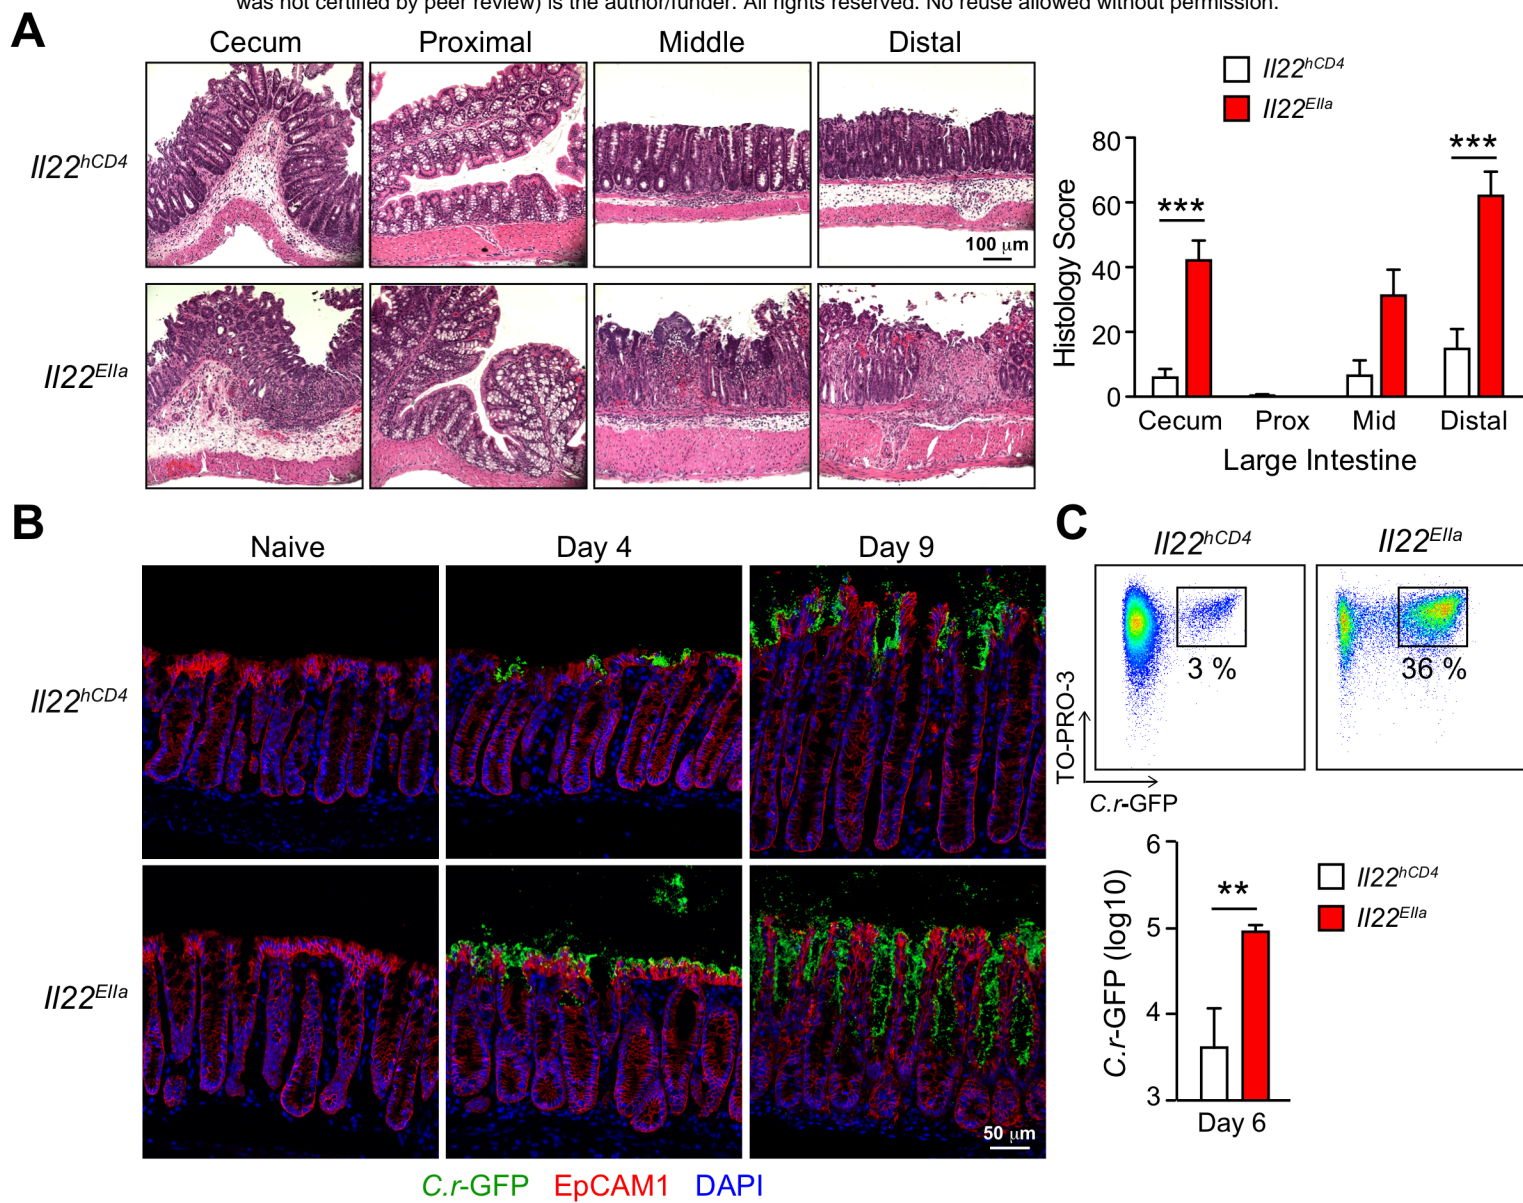 was not certified by peer review) is the author/funder. All rights reserved. No reuse allowed without permission.
A
Cecum Proximal Middle Distal
Il22hCD4
100 µm
Il22EIIa
Il22hCD4
Il22EIIa
Histology Score
80
60
40
20
0
***
***
Cecum Prox Mid Distal
Large Intestine
B
Naive Day 4 Day 9
Il22hCD4
Il22EIIa
50 µm
C.r-GFP EpCAM1 DAPI
C
Il22hCD4 Il22EIIa
3 % 36 %
TO-PRO-3
C.r-GFP
C.r-GFP (log10)
6
5
4
3
**
Day 6
Il22hCD4
Il22EIIa